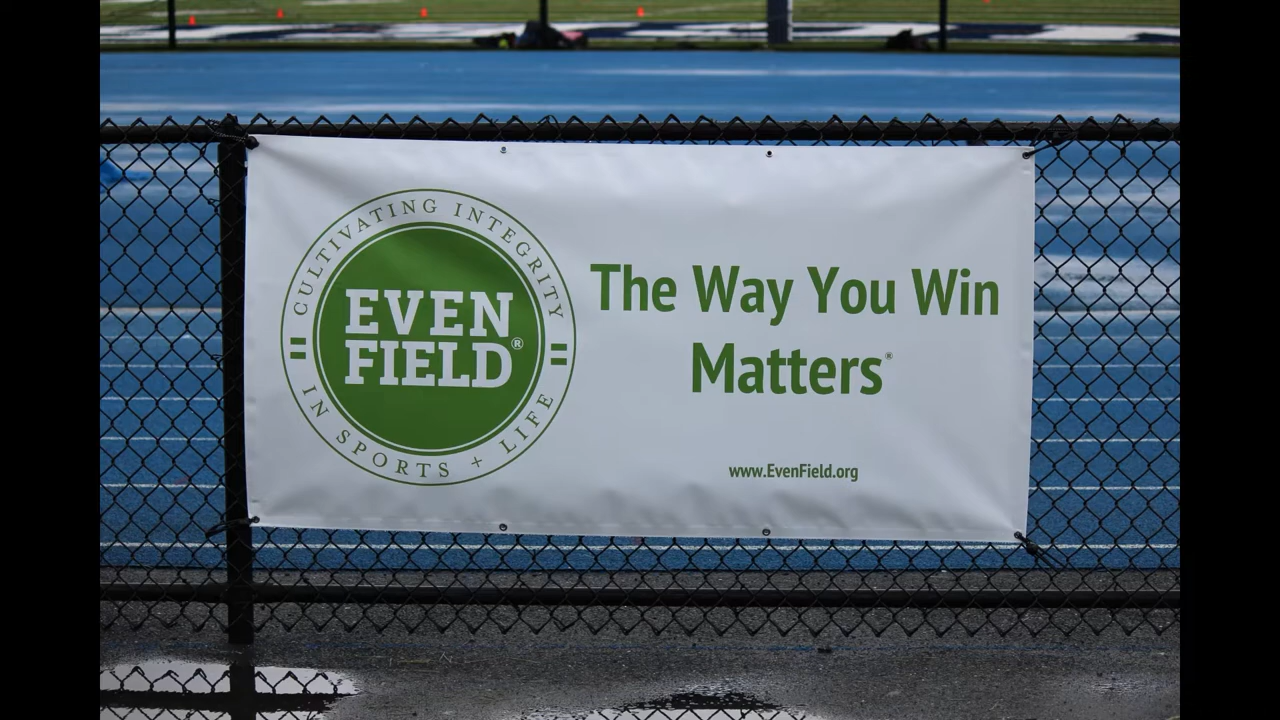 CULTIVATING INTEGRITY
EVEN
FIELD®
IN SPORTS + LIFE
The Way You Win
Matters®
www.EvenField.org